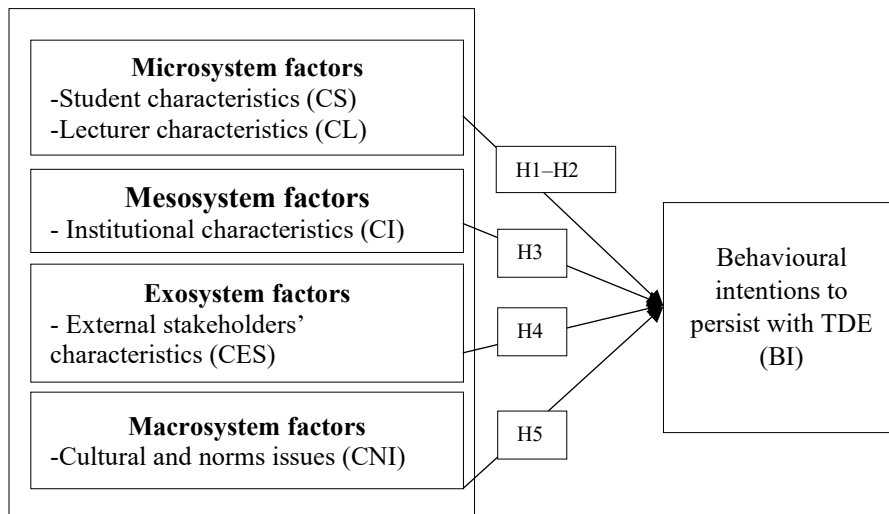 Microsystem factors
-Student characteristics (CS)
-Lecturer characteristics (CL)
H1–H2
Mesosystem factors
- Institutional characteristics (CI)
H3
Exosystem factors
- External stakeholders’
characteristics (CES)
H4
Macrosystem factors
-Cultural and norms issues (CNI)
H5
Behavioural
intentions to
persist with TDE
(BI)